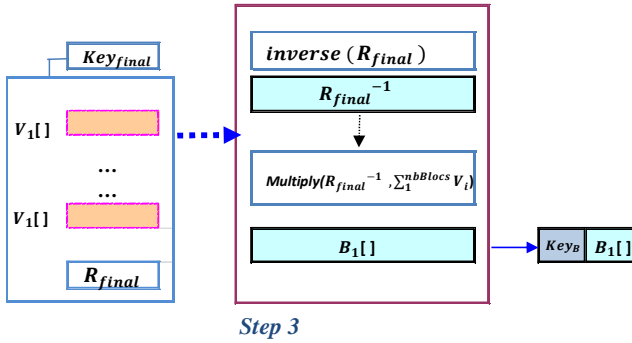 Key_final
V_1[]
...
...
V_1[]
R_final
inverse(R_final)
R_final^-1
Multiply(R_final^-1 ,∑_1^nbBlocs V_i)
B_1[]
Key_B B_1[]
Step 3